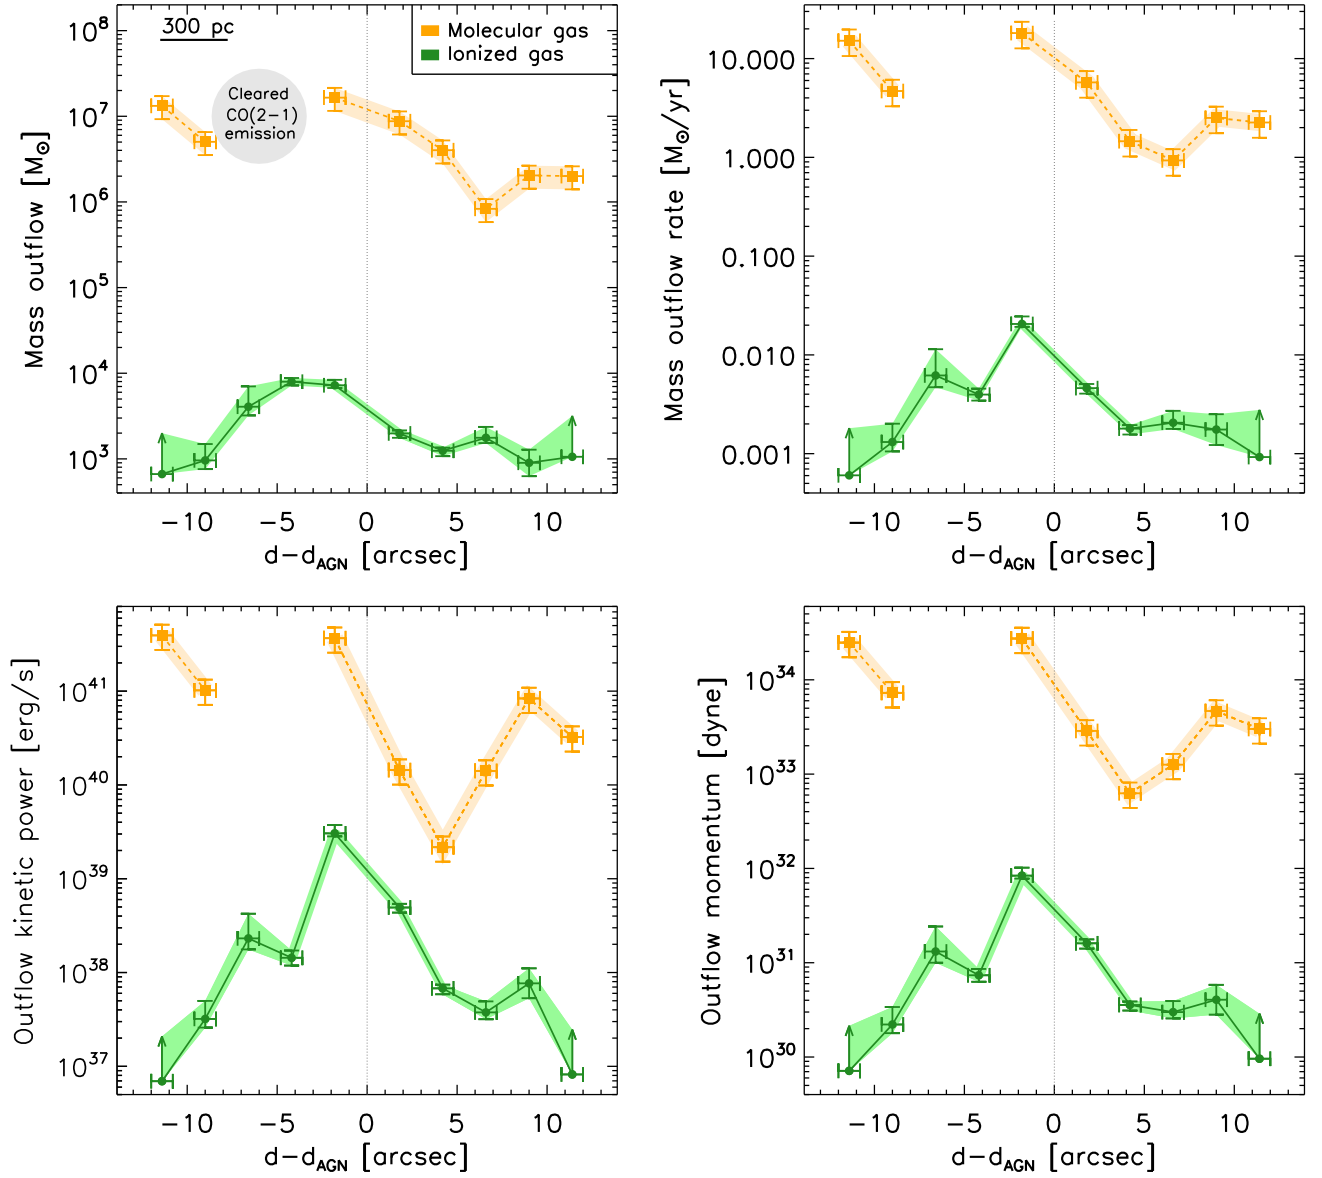 300 pc
Molecular gas
Ionized gas
Cleared
CO(2−1)
emission
Mass outflow [M⊙]
10⁸
10⁷
10⁶
10⁵
10⁴
10³
−10 −5 0 5 10
d−d_AGN [arcsec]
Mass outflow rate [M⊙/yr]
10.000
1.000
0.100
0.010
0.001
−10 −5 0 5 10
d−d_AGN [arcsec]
Outflow kinetic power [erg/s]
10⁴¹
10⁴⁰
10³⁹
10³⁸
10³⁷
−10 −5 0 5 10
d−d_AGN [arcsec]
Outflow momentum [dyne]
10³⁴
10³³
10³²
10³¹
10³⁰
−10 −5 0 5 10
d−d_AGN [arcsec]